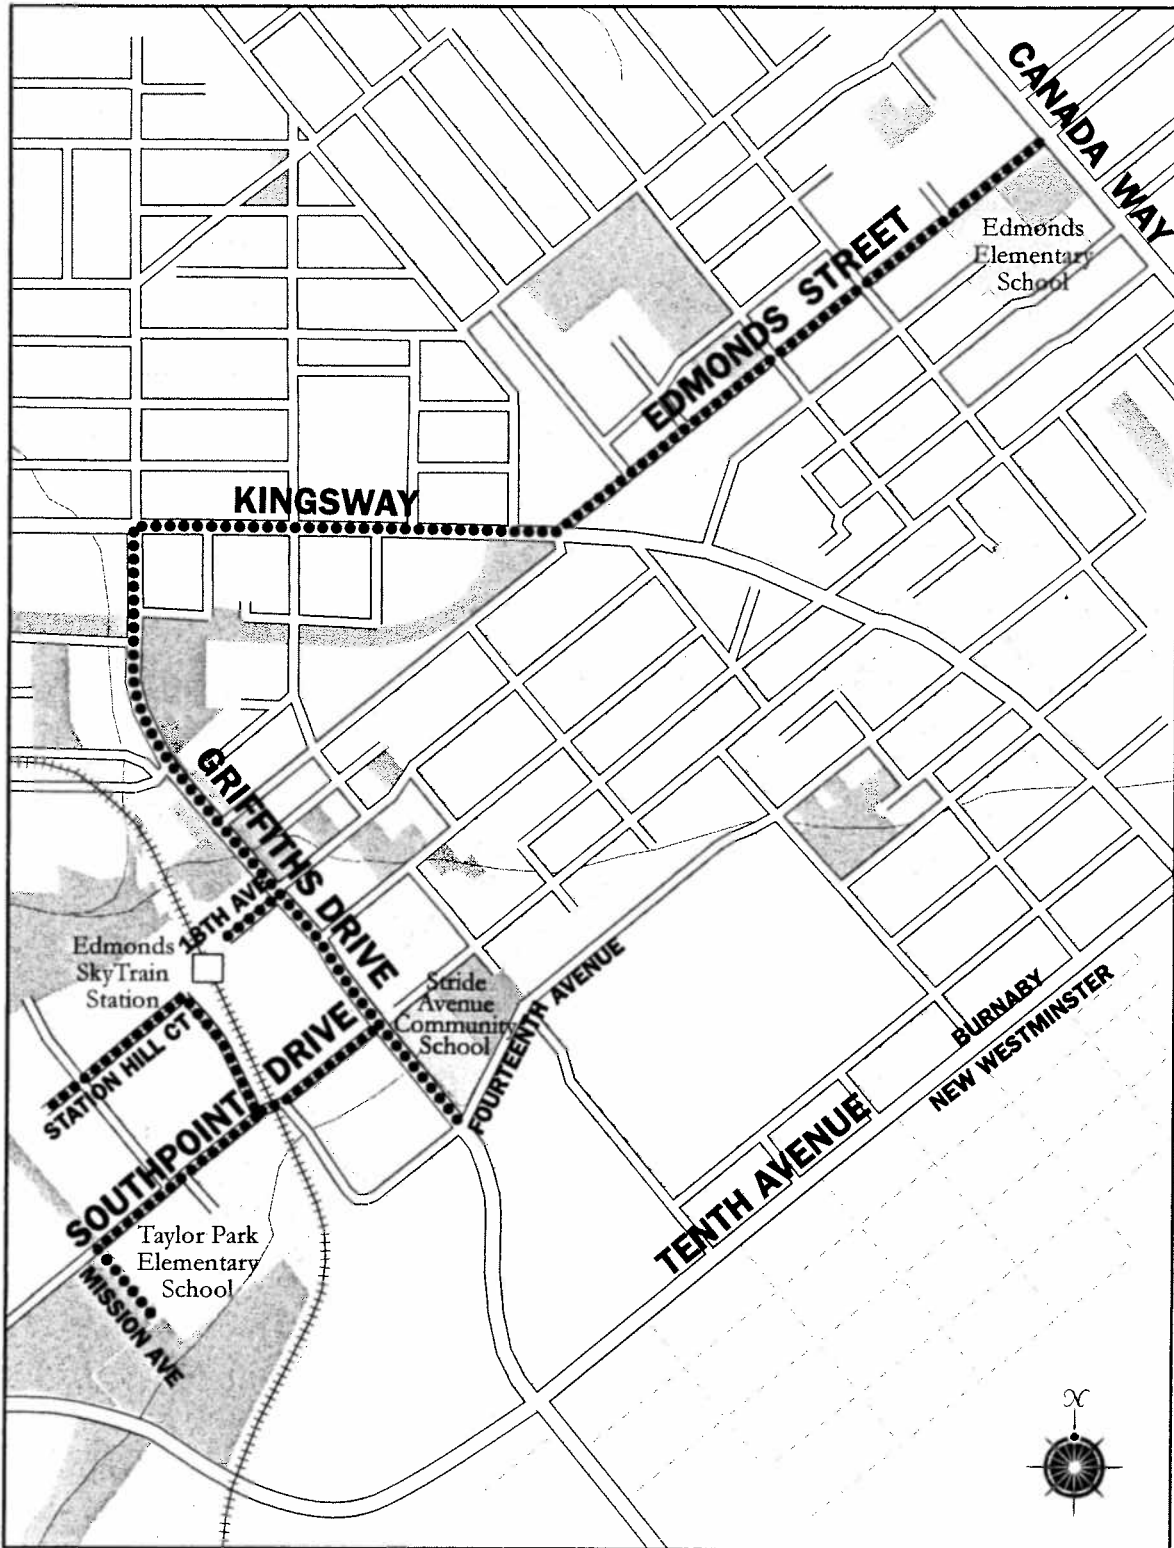 CANADA WAY
EDMONDS STREET
Edmonds
Elementary
School
KINGSWAY
GRIFFYTHS DRIVE
18TH AVE
Edmonds
SkyTrain
Station
Stride
Avenue
Community
School
FOURTEENTH AVENUE
STATION HILL CT
SOUTHPOINT DRIVE
BURNABY
NEW WESTMINSTER
TENTH AVENUE
Taylor Park
Elementary
School
MISSION AVE
N